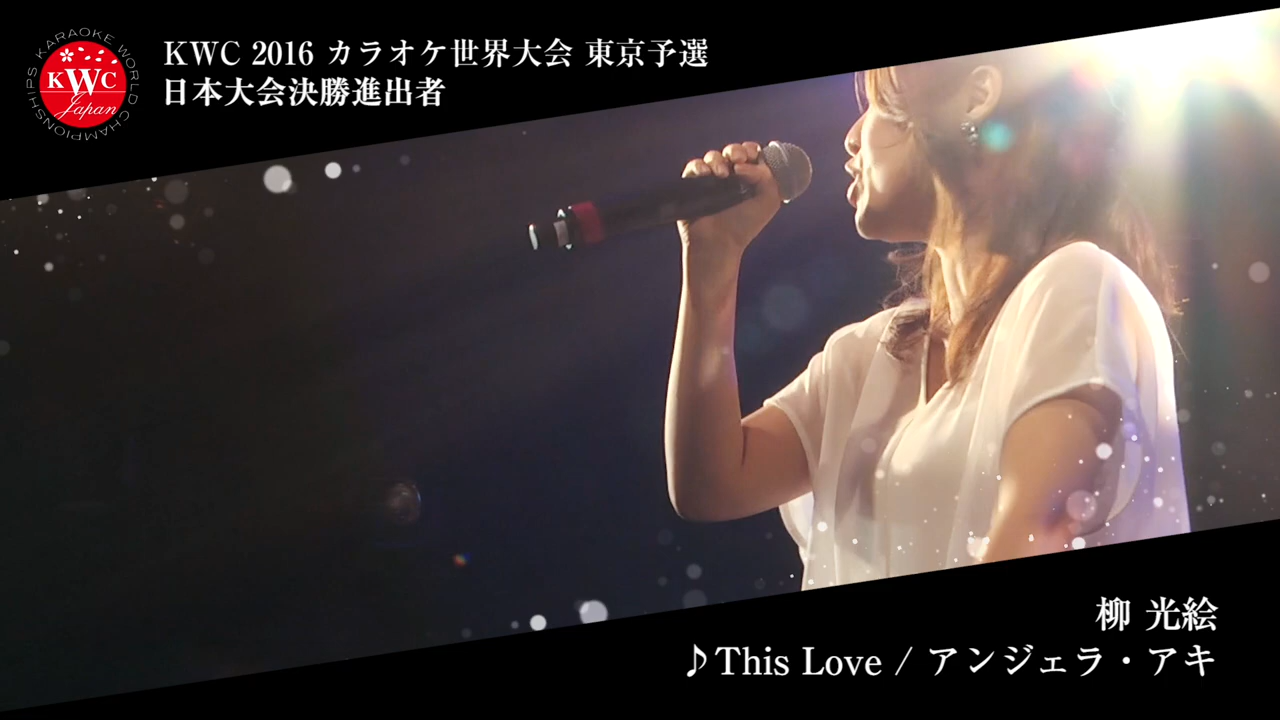 KARAOKE WORLD CHAMPIONSHIPS
KWC
Japan
KWC 2016 カラオケ世界大会 東京予選
日本大会決勝進出者
柳 光絵
♪This Love / アンジェラ・アキ